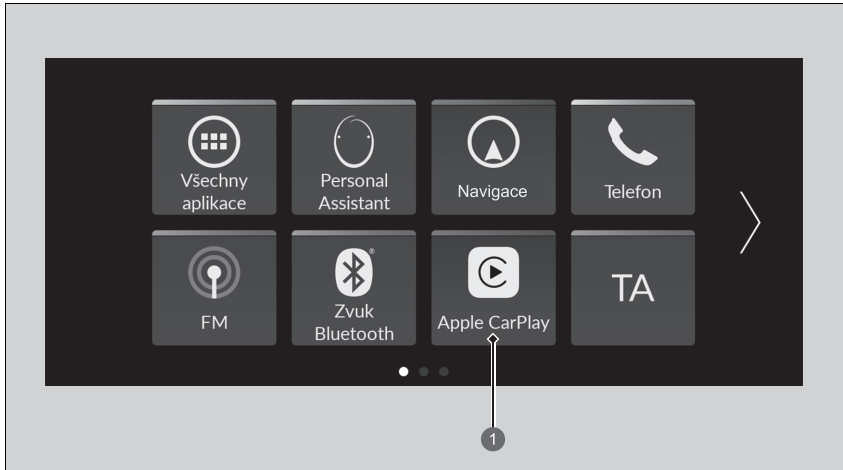 Všechny
aplikace
Personal
Assistant
Navigace
Telefon
FM
®
Zvuk
Bluetooth
Apple CarPlay
TA
1